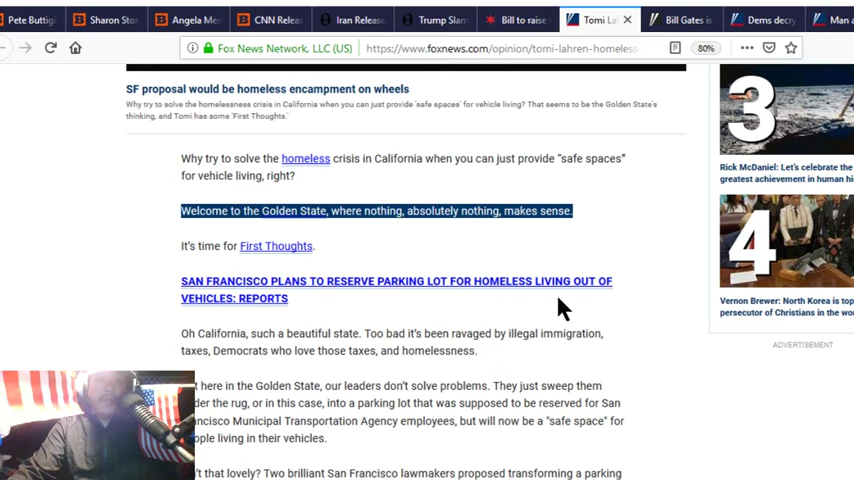 Pete Buttig
Sharon Ston
Angela Mer
CNN Releas
Iran Release
Trump Slam
Bill to raise
Tomi La
Bill Gates is
Dems decry
Man a
Fox News Network, LLC (US)
https://www.foxnews.com/opinion/tomi-lahren-homeless
80%
SF proposal would be homeless encampment on wheels
Why try to solve the homelessness crisis in California when you can just provide 'safe spaces' for vehicle living? That seems to be the Golden State's
thinking, and Tomi has some 'First Thoughts.'
Why try to solve the homeless crisis in California when you can just provide “safe spaces”
for vehicle living, right?
Welcome to the Golden State, where nothing, absolutely nothing, makes sense.
It’s time for First Thoughts.
SAN FRANCISCO PLANS TO RESERVE PARKING LOT FOR HOMELESS LIVING OUT OF
VEHICLES: REPORTS
Oh California, such a beautiful state. Too bad it’s been ravaged by illegal immigration,
taxes, Democrats who love those taxes, and homelessness.
t here in the Golden State, our leaders don’t solve problems. They just sweep them
der the rug, or in this case, into a parking lot that was supposed to be reserved for San
ancisco Municipal Transportation Agency employees, but will now be a "safe space" for
ople living in their vehicles.
’t that lovely? Two brilliant San Francisco lawmakers proposed transforming a parking
3
Rick McDaniel: Let's celebrate the
greatest achievement in human his
4
Vernon Brewer: North Korea is top
persecutor of Christians in the wo
ADVERTISEMENT